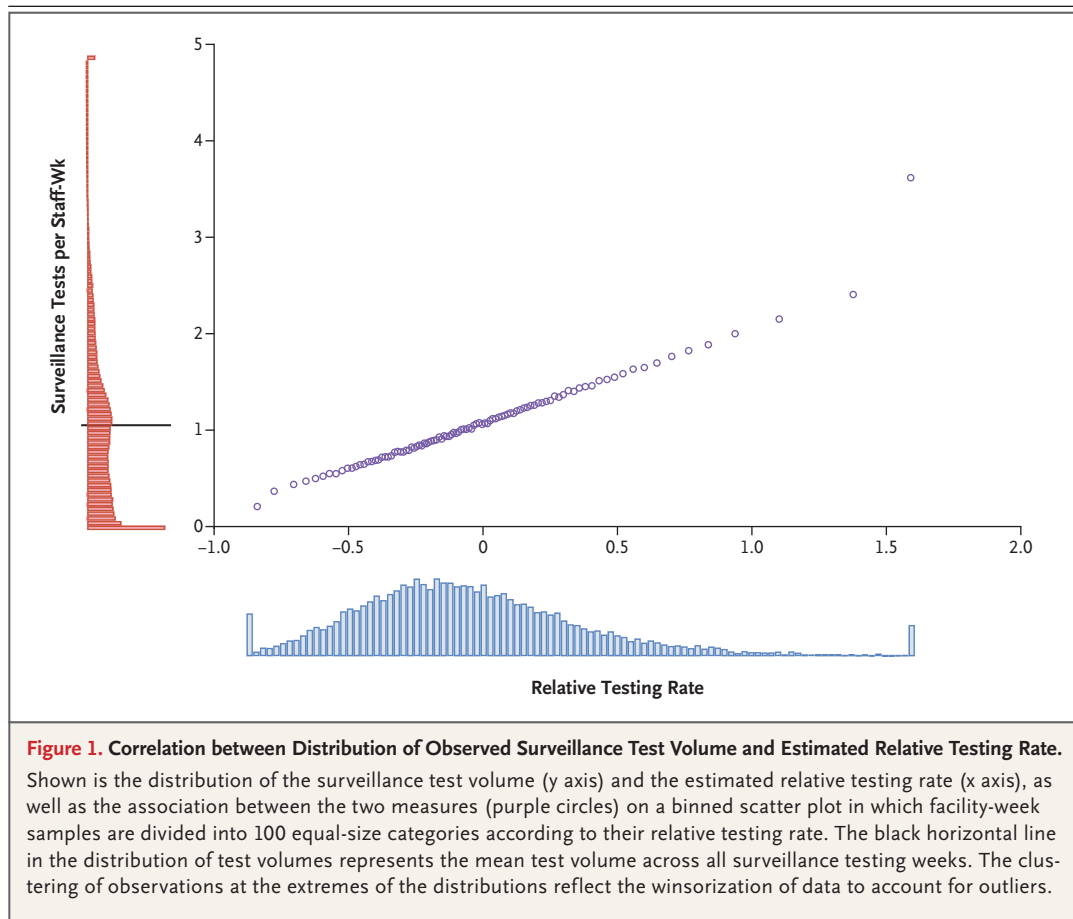 5
4
3
2
1
0
Surveillance Tests per Staff-Wk
−1.0 −0.5 0 0.5 1.0 1.5 2.0
Relative Testing Rate
Figure 1. Correlation between Distribution of Observed Surveillance Test Volume and Estimated Relative Testing Rate.
Shown is the distribution of the surveillance test volume (y axis) and the estimated relative testing rate (x axis), as
well as the association between the two measures (purple circles) on a binned scatter plot in which facility-week
samples are divided into 100 equal-size categories according to their relative testing rate. The black horizontal line
in the distribution of test volumes represents the mean test volume across all surveillance testing weeks. The clus-
tering of observations at the extremes of the distributions reflect the winsorization of data to account for outliers.